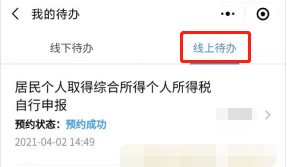 我的待办
线下待办 线上待办
居民个人取得综合所得个人所得税
自行申报
预约状态：预约成功
2021-04-02 14:49